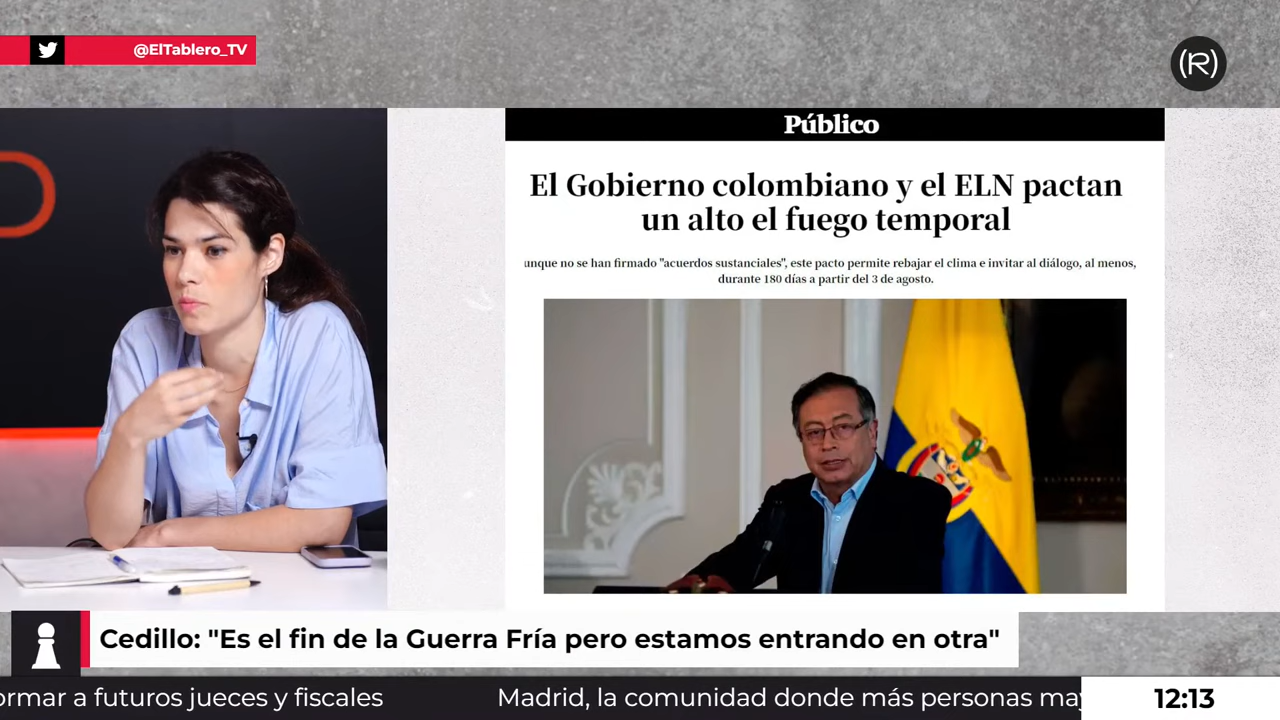 @ElTablero_TV
(R)
Público
El Gobierno colombiano y el ELN pactan
un alto el fuego temporal
unque no se han firmado "acuerdos sustanciales", este pacto permite rebajar el clima e invitar al diálogo, al menos,
durante 180 días a partir del 3 de agosto.
Cedillo: "Es el fin de la Guerra Fría pero estamos entrando en otra"
ormar a futuros jueces y fiscales
Madrid, la comunidad donde más personas may
12:13